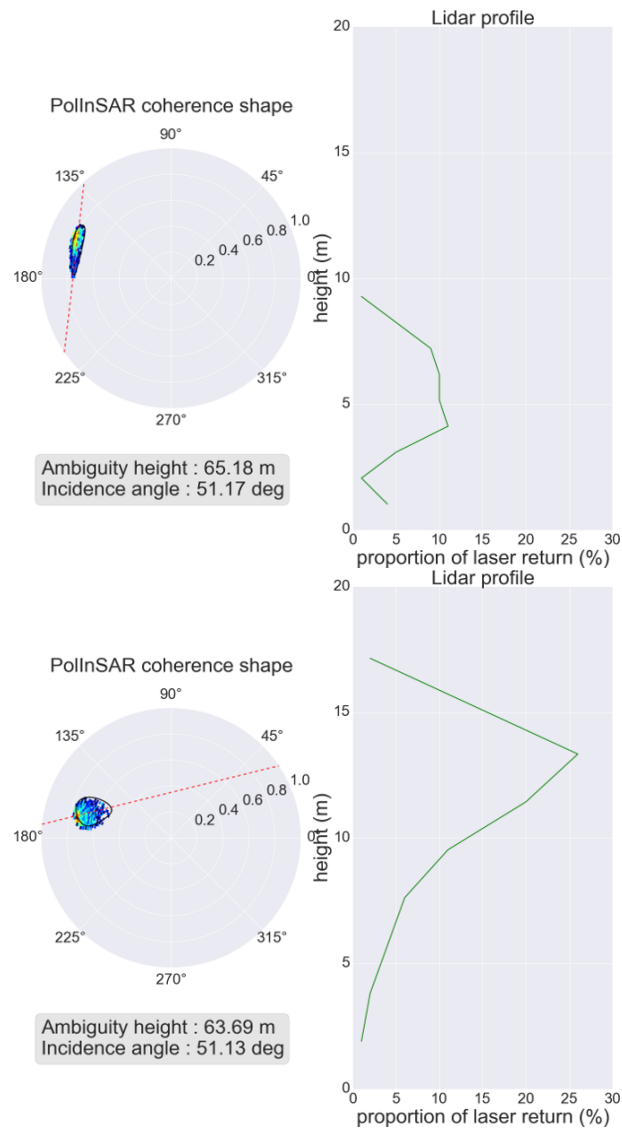 Lidar profile
20
15
10
5
0
height (m)
0 5 10 15 20 25 30
proportion of laser return (%)
PolInSAR coherence shape
90°
135° 45°
180° 0°
0.2 0.4 0.6 0.8 1.0
225° 315°
270°
Ambiguity height : 65.18 m
Incidence angle : 51.17 deg
Lidar profile
20
15
10
5
0
height (m)
0 5 10 15 20 25 30
proportion of laser return (%)
PolInSAR coherence shape
90°
135° 45°
180° 0°
0.2 0.4 0.6 0.8 1.0
225° 315°
270°
Ambiguity height : 63.69 m
Incidence angle : 51.13 deg